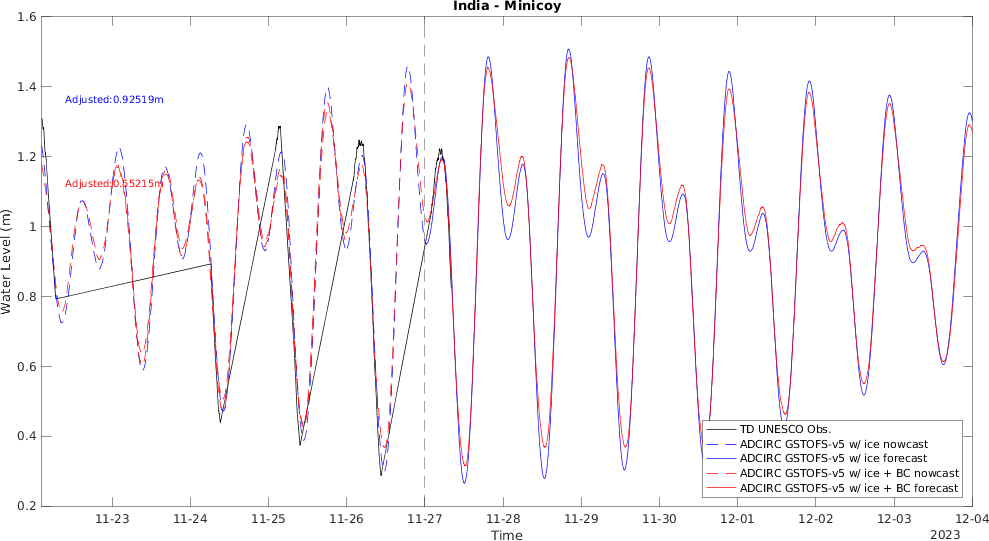 India - Minicoy
1.6
1.4
1.2
1
0.8
0.6
0.4
0.2
Water Level (m)
Adjusted:0.92519m
Adjusted:0.55215m
TD UNESCO Obs.
ADCIRC GSTOFS-v5 w/ ice nowcast
ADCIRC GSTOFS-v5 w/ ice forecast
ADCIRC GSTOFS-v5 w/ ice + BC nowcast
ADCIRC GSTOFS-v5 w/ ice + BC forecast
11-23
11-24
11-25
11-26
11-27
11-28
11-29
11-30
12-01
12-02
12-03
12-04
Time
2023